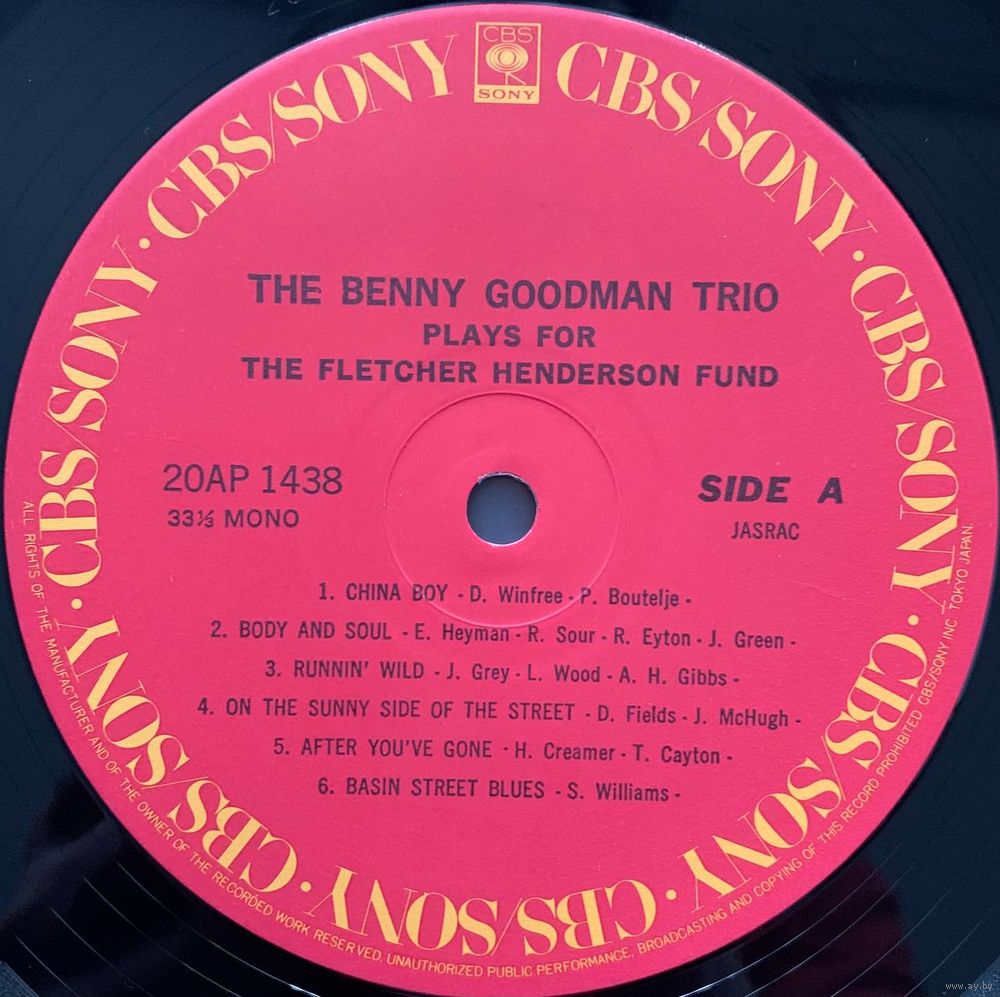 CBS
SONY
CBS/SONY · CBS/SONY · CBS/SONY · CBS/SONY · CBS/SONY · CBS/SONY · CBS/SONY · CBS/SONY · CBS/SONY · CBS/SONY
THE BENNY GOODMAN TRIO
PLAYS FOR
THE FLETCHER HENDERSON FUND
20AP 1438
33⅓ MONO
SIDE A
JASRAC
1. CHINA BOY - D. Winfree - P. Boutelje -
2. BODY AND SOUL - E. Heyman - R. Sour - R. Eyton - J. Green -
3. RUNNIN' WILD - J. Grey - L. Wood - A. H. Gibbs -
4. ON THE SUNNY SIDE OF THE STREET - D. Fields - J. McHugh -
5. AFTER YOU'VE GONE - H. Creamer - T. Cayton -
6. BASIN STREET BLUES - S. Williams -
ALL RIGHTS OF THE MANUFACTURER AND OF THE OWNER OF THE RECORDED WORK RESERVED. UNAUTHORIZED PUBLIC PERFORMANCE, BROADCASTING AND COPYING OF THIS RECORD PROHIBITED CBS/SONY INC. TOKYO JAPAN.
www.ay.by